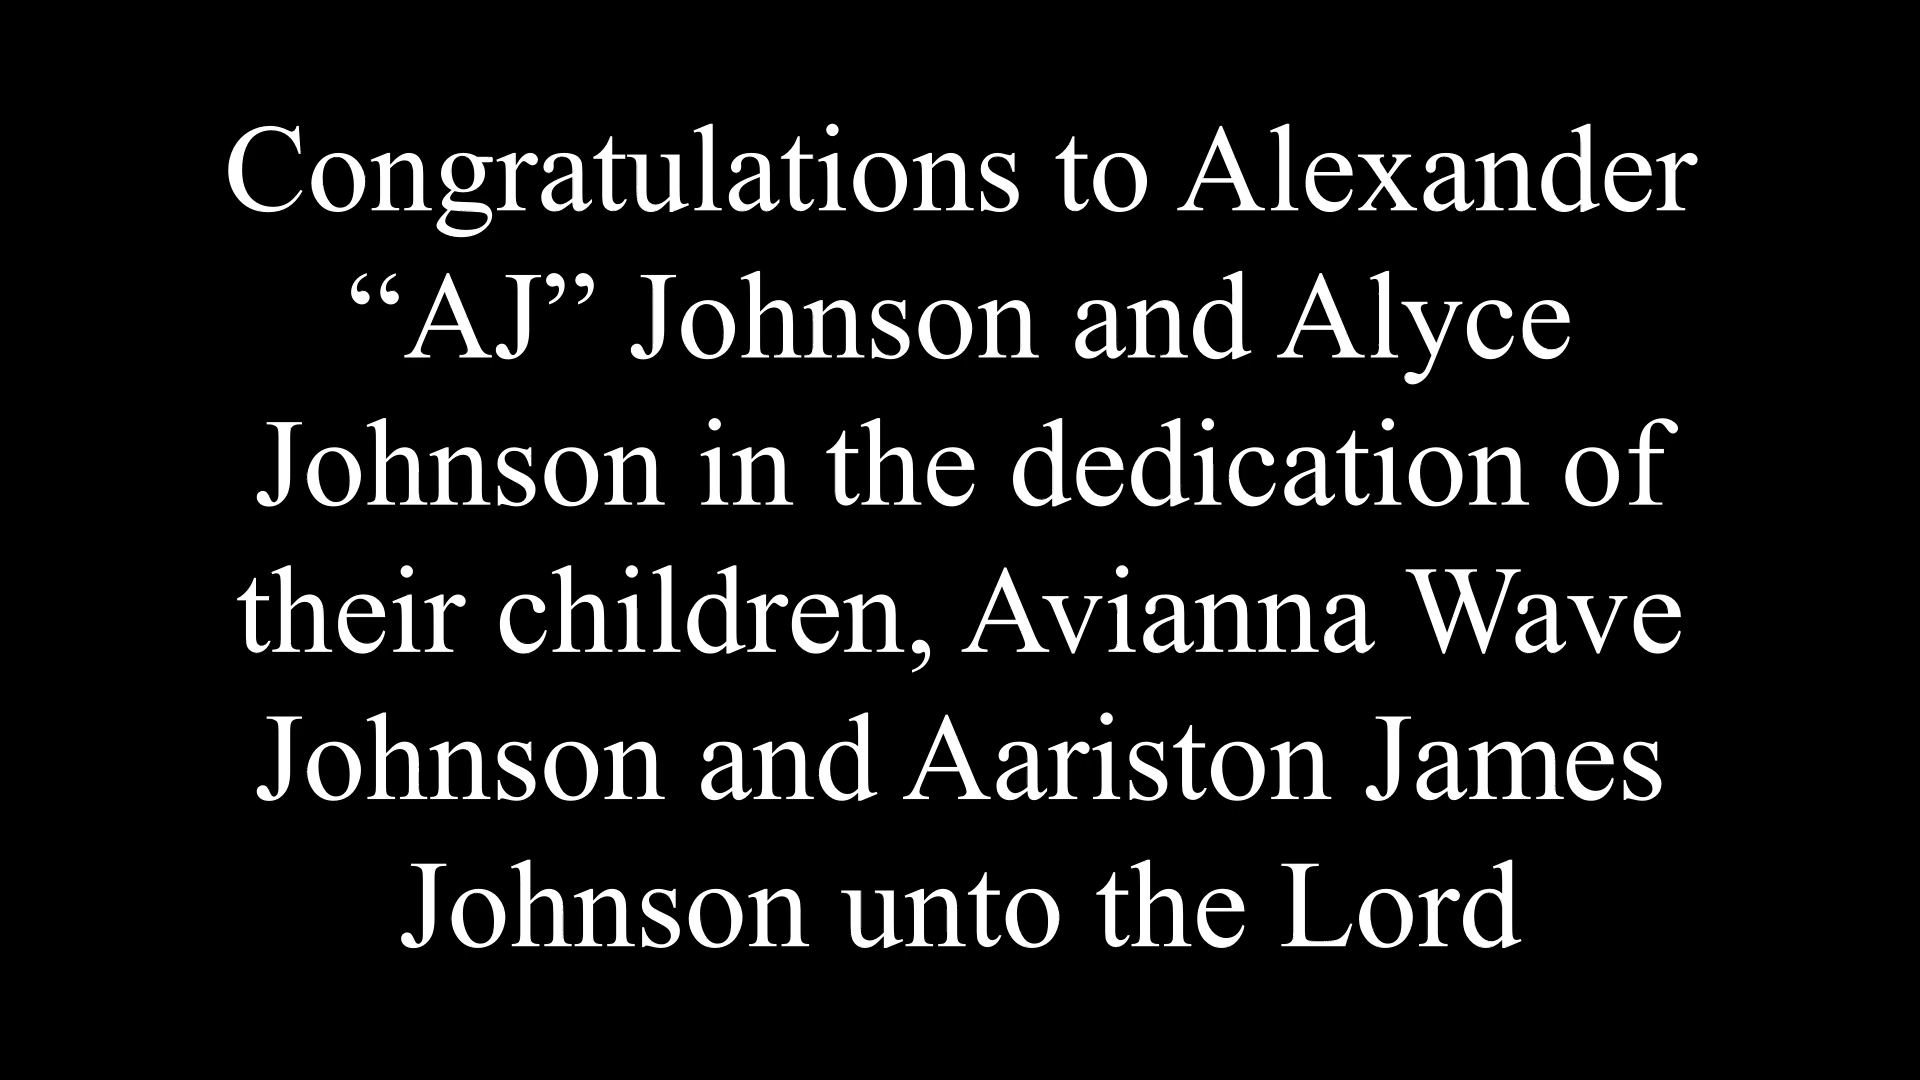 Congratulations to Alexander
“AJ” Johnson and Alyce
Johnson in the dedication of
their children, Avianna Wave
Johnson and Aariston James
Johnson unto the Lord